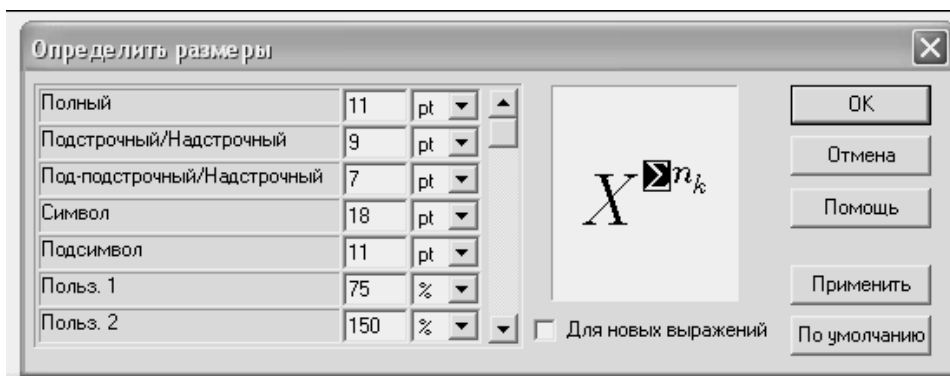 Определить размеры
Полный 11 pt
Подстрочный/Надстрочный 9 pt
Под-подстрочный/Надстрочный 7 pt
Символ 18 pt
Подсимвол 11 pt
Польз. 1 75 %
Польз. 2 150 %
X Σ n k
Для новых выражений
OK
Отмена
Помощь
Применить
По умолчанию